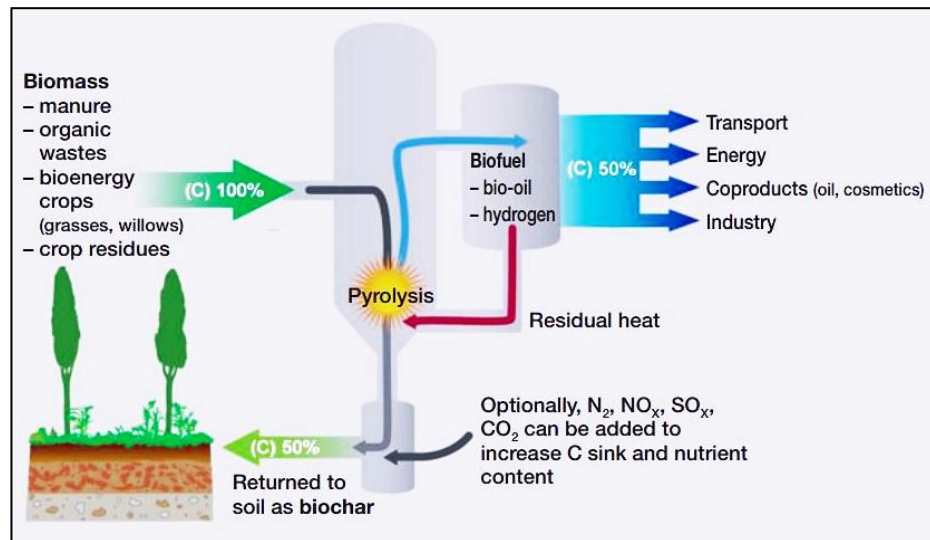 Biomass
– manure
– organic
wastes
– bioenergy
crops
(grasses, willows)
– crop residues
(C) 100%
Pyrolysis
Biofuel
– bio-oil
– hydrogen
(C) 50%
Transport
Energy
Coproducts (oil, cosmetics)
Industry
Residual heat
Optionally, N₂, NOₓ, SOₓ,
CO₂ can be added to
increase C sink and nutrient
content
(C) 50%
Returned to
soil as biochar